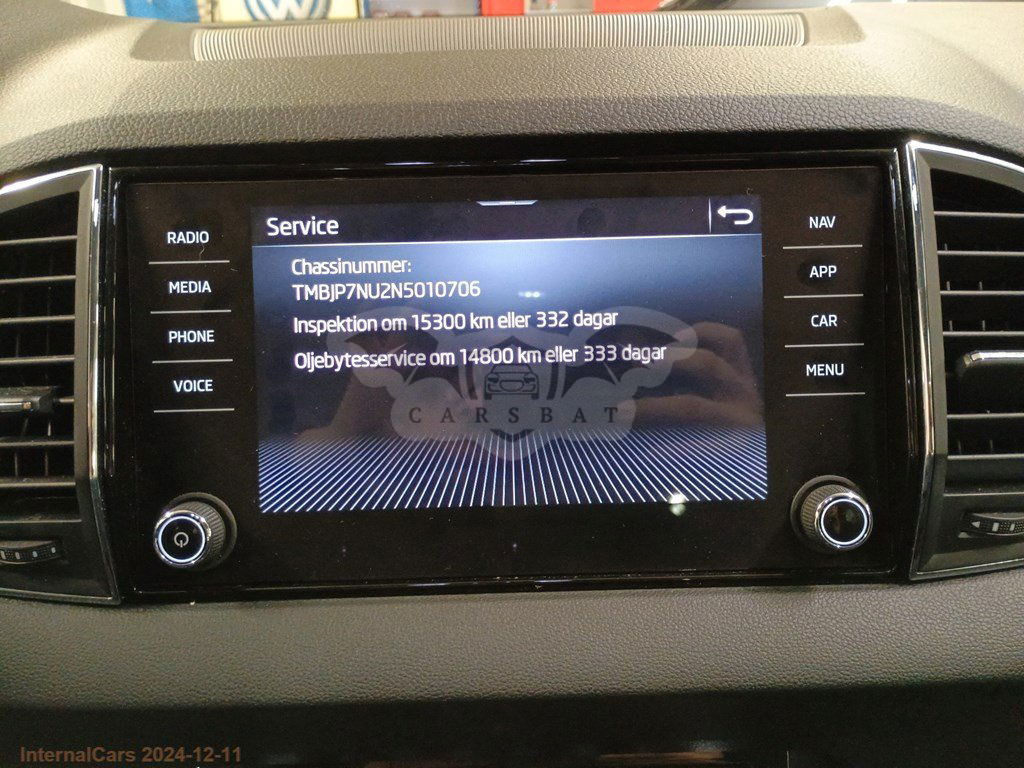 Service
RADIO
MEDIA
PHONE
VOICE
Chassinummer:
TMBJP7NU2N5010706
Inspektion om 15300 km eller 332 dagar
Oljebytesservice om 14800 km eller 333 dagar
NAV
APP
CAR
MENU
CARSBAT
InternalCars 2024-12-11